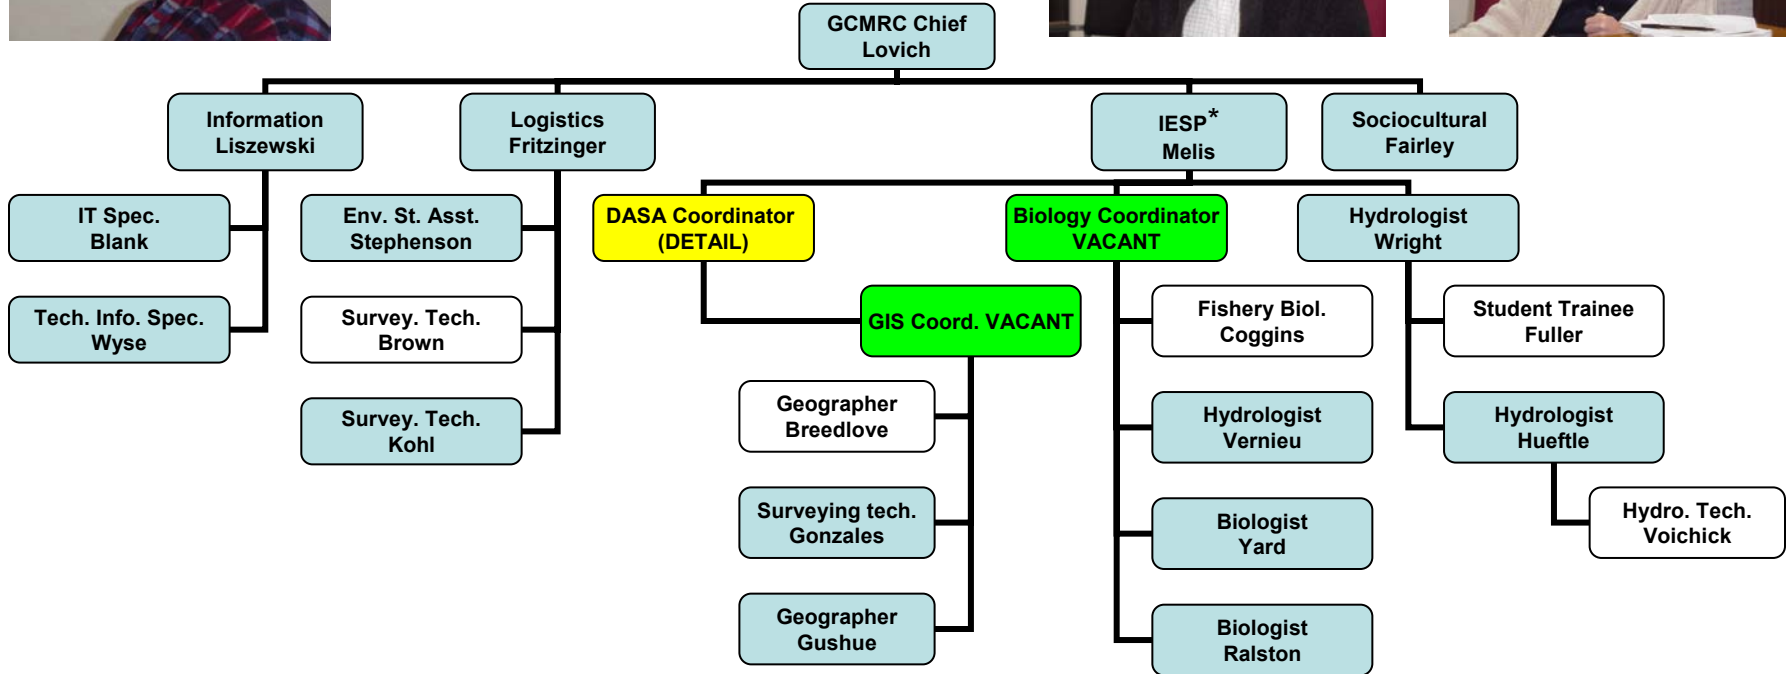 GCMRC Chief
Lovich
Information
Liszewski
Logistics
Fritzinger
IESP*
Melis
Sociocultural
Fairley
IT Spec.
Blank
Env. St. Asst.
Stephenson
DASA Coordinator
(DETAIL)
Biology Coordinator
VACANT
Hydrologist
Wright
Tech. Info. Spec.
Wyse
Survey. Tech.
Brown
GIS Coord. VACANT
Fishery Biol.
Coggins
Student Trainee
Fuller
Survey. Tech.
Kohl
Geographer
Breedlove
Hydrologist
Vernieu
Hydrologist
Hueftle
Surveying tech.
Gonzales
Biologist
Yard
Hydro. Tech.
Voichick
Geographer
Gushue
Biologist
Ralston